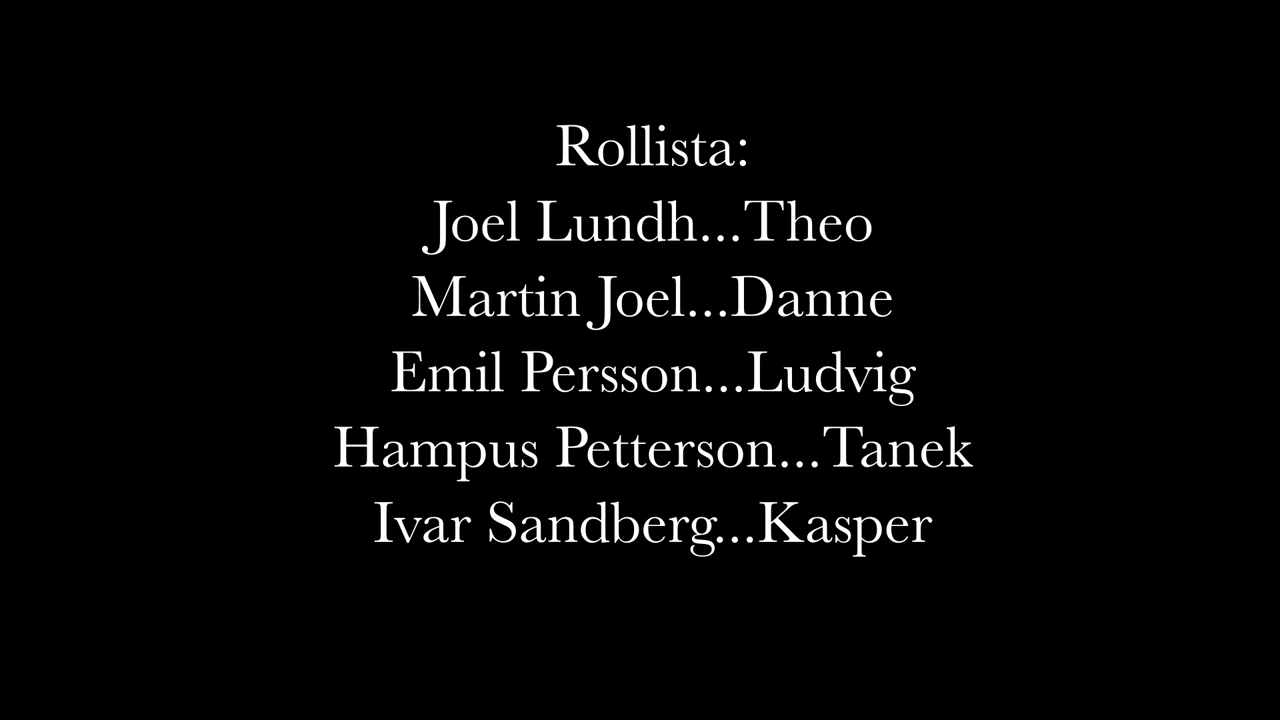 Rollista:
Joel Lundh...Theo
Martin Joel...Danne
Emil Persson...Ludvig
Hampus Petterson...Tanek
Ivar Sandberg...Kasper